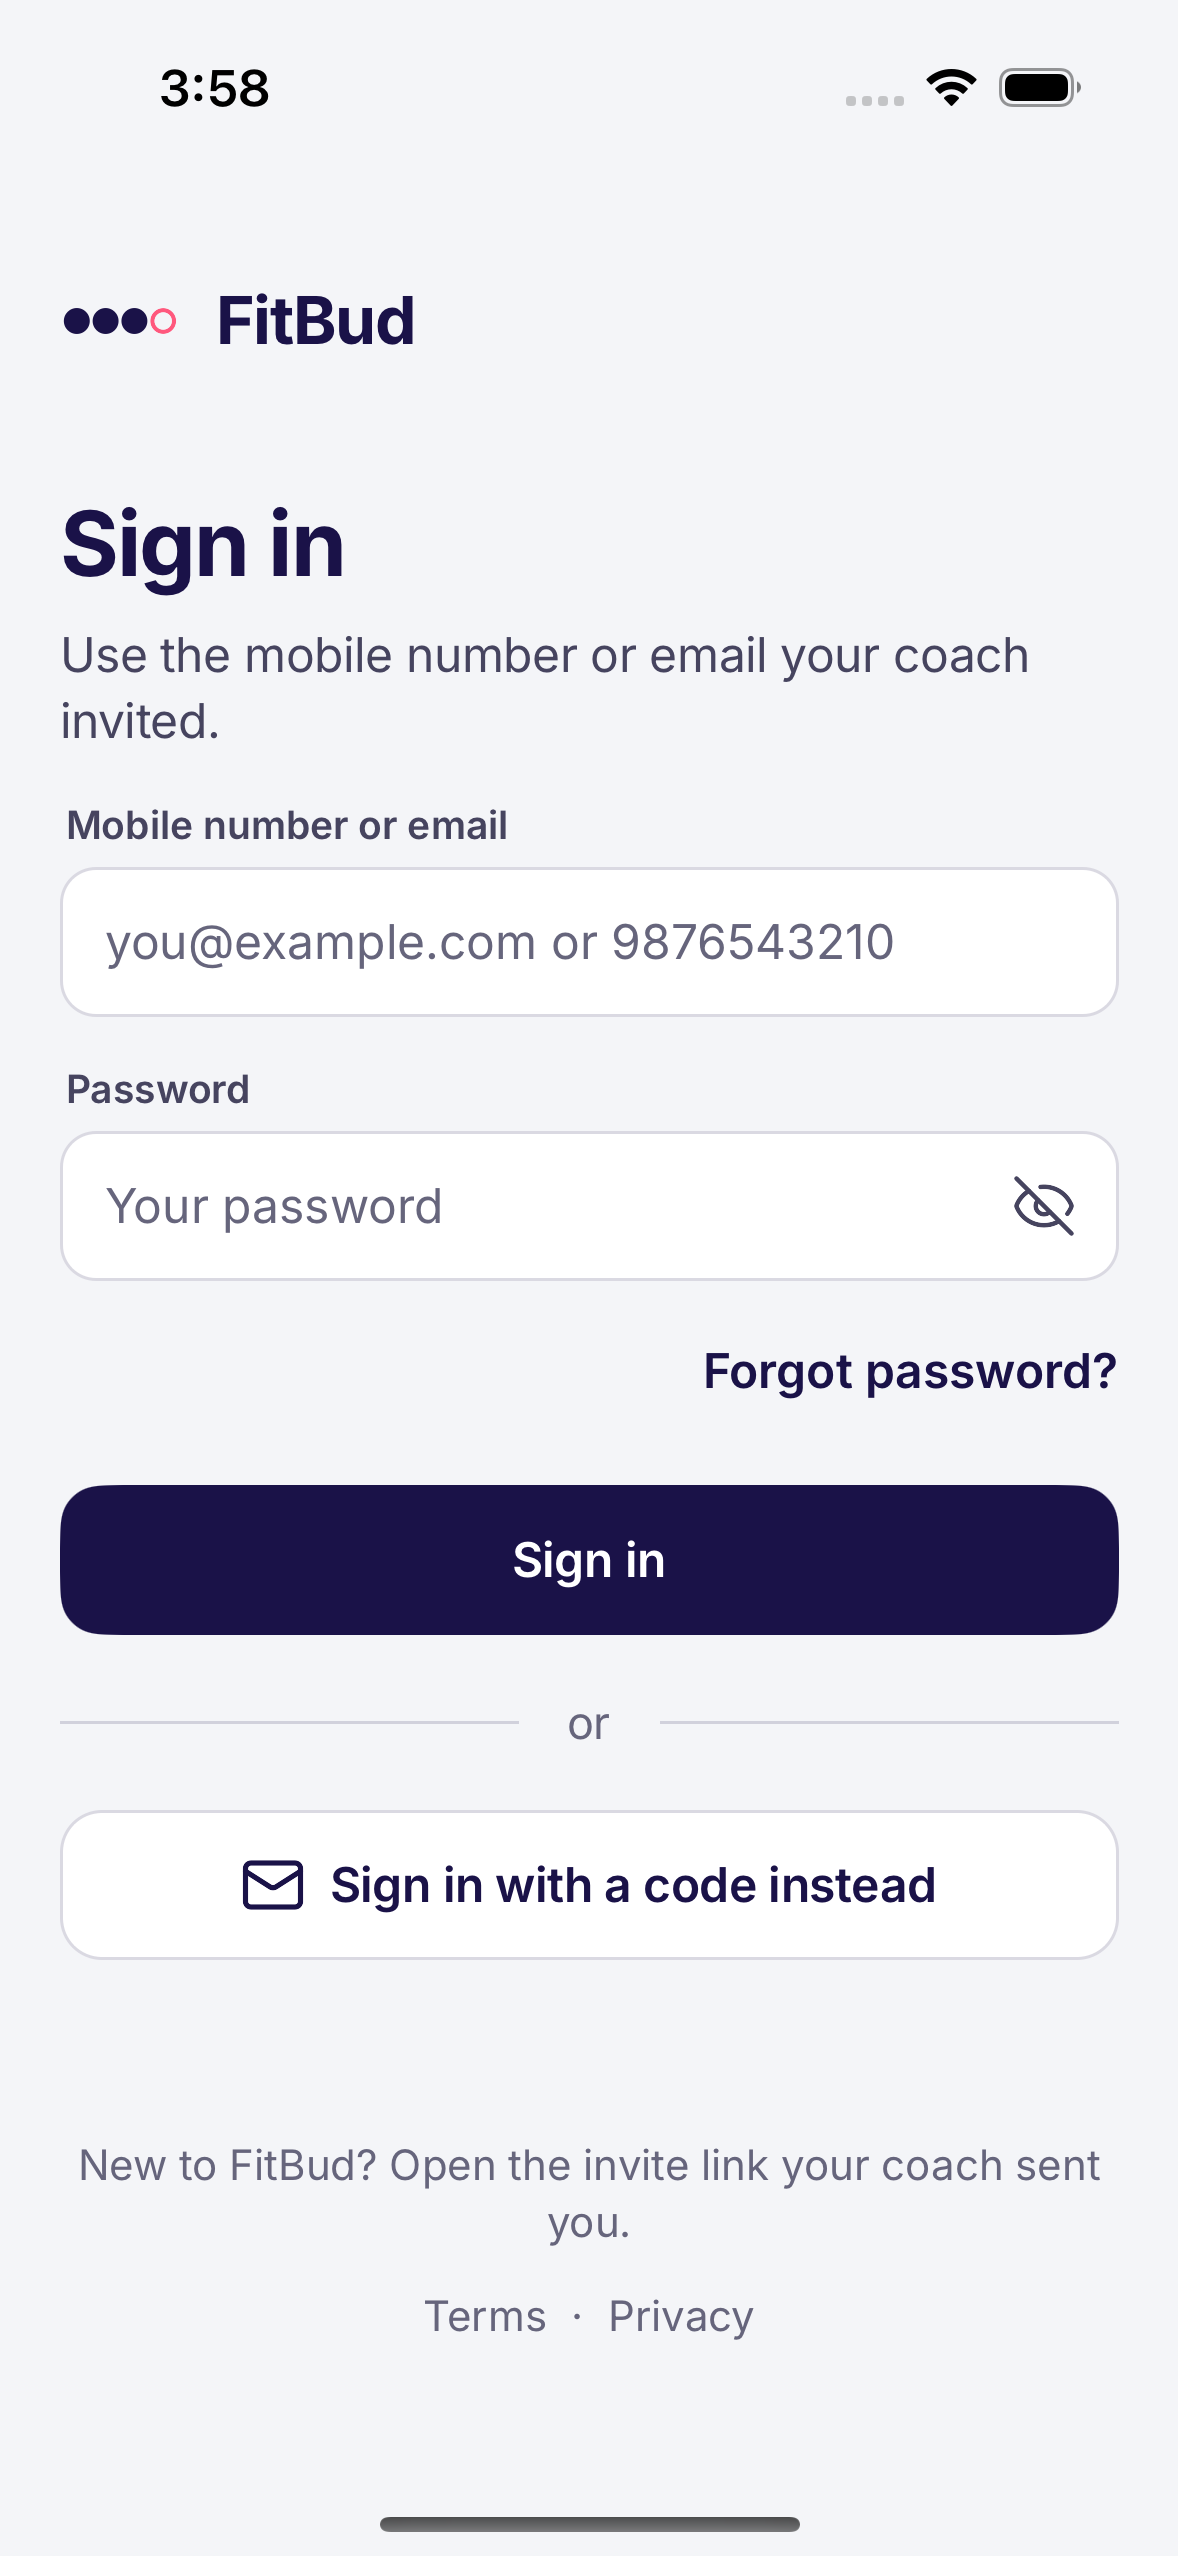 3:58
FitBud
Sign in
Use the mobile number or email your coach
invited.
Mobile number or email
you@example.com or 9876543210
Password
Your password
Forgot password?
Sign in
or
Sign in with a code instead
New to FitBud? Open the invite link your coach sent
you.
Terms · Privacy